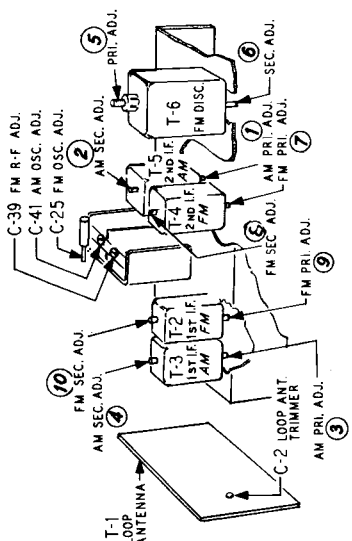 T-1
LOOP
ANTENNA
10
FM SEC. ADJ.
AM SEC. ADJ.
4
C-39 FM R-F ADJ.
C-41 AM OSC. ADJ.
C-25 FM OSC. ADJ.
2
AM SEC. ADJ.
5
PRI. ADJ.
T-3
1ST I.F.
AM
T-2
1ST I.F.
FM
T-4
2ND I.F.
FM
T-5
2ND I.F.
AM
T-6
FM DISC.
C-2 LOOP ANT.
TRIMMER
AM PRI. ADJ.
3
FM PRI. ADJ.
9
FM SEC. ADJ.
8
1
AM PRI. ADJ.
FM PRI. ADJ.
7
SEC. ADJ.
6